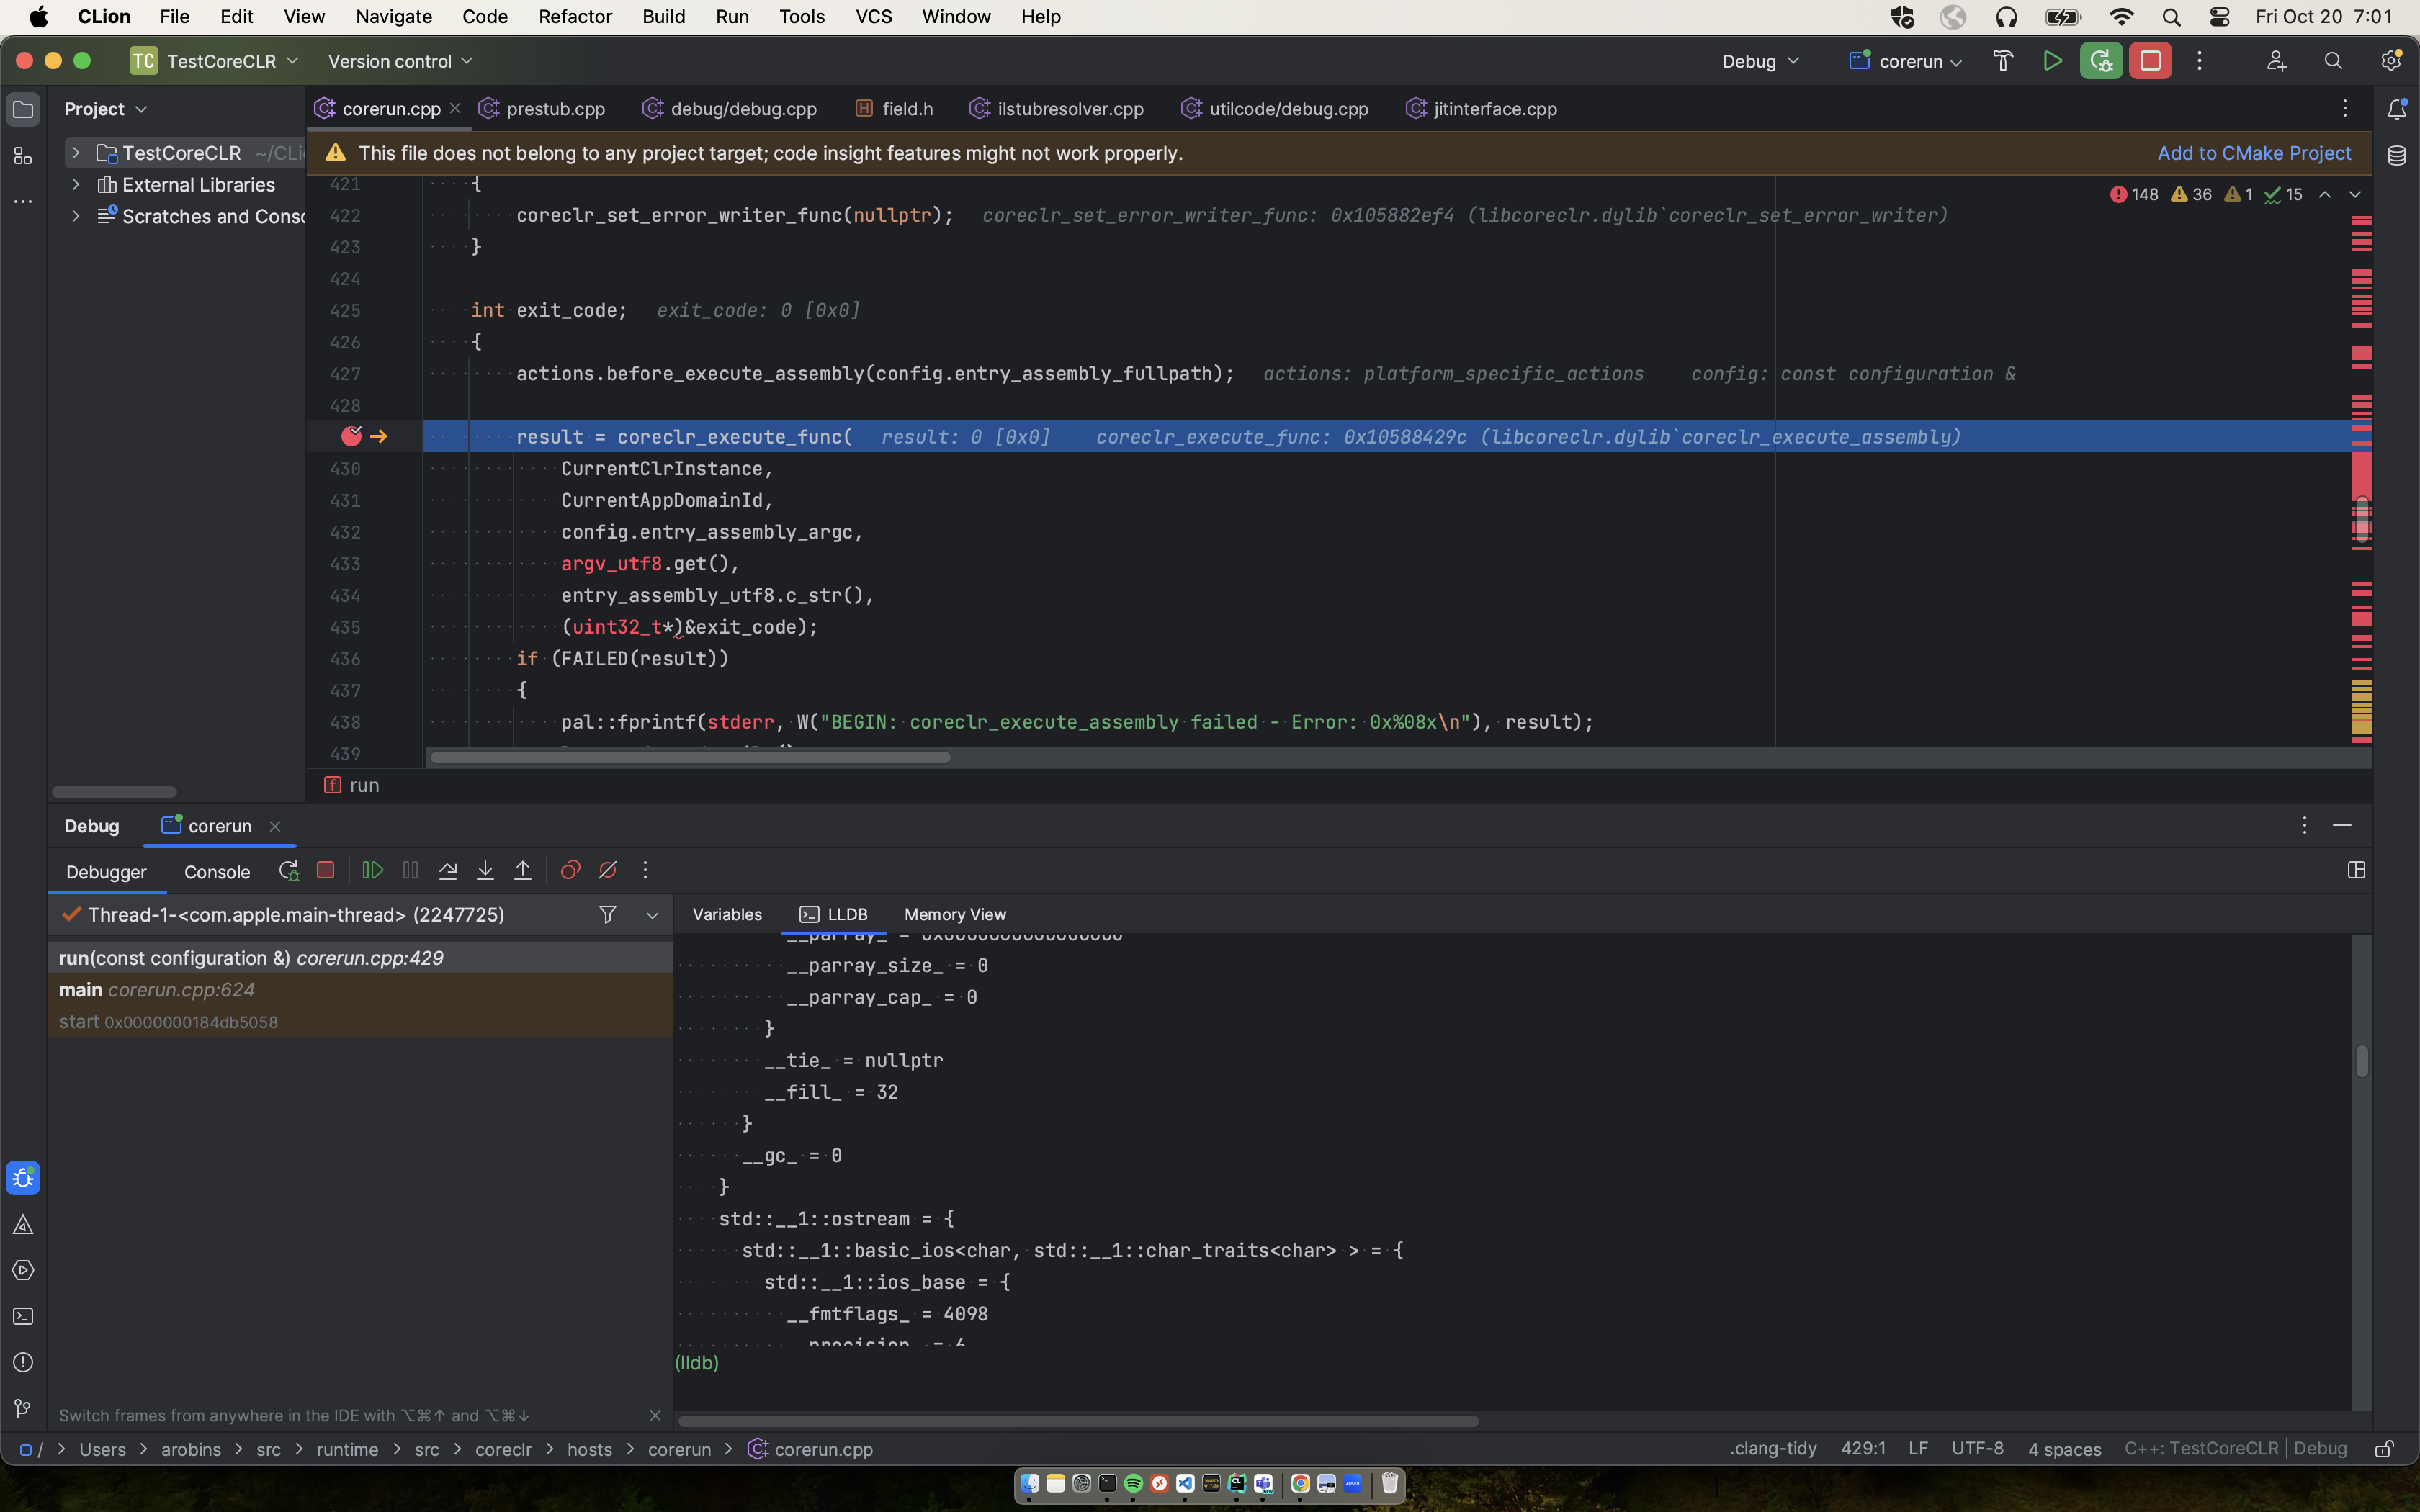 CLion File Edit View Navigate Code Refactor Build Run Tools VCS Window Help Fri Oct 20 7:01
TC TestCoreCLR Version control Debug corerun
Project
corerun.cpp prestub.cpp debug/debug.cpp field.h ilstubresolver.cpp utilcode/debug.cpp jitinterface.cpp
TestCoreCLR ~/CLi
External Libraries
Scratches and Consc
This file does not belong to any project target; code insight features might not work properly. Add to CMake Project
148 36 1 15
421 {
422 coreclr_set_error_writer_func(nullptr); coreclr_set_error_writer_func: 0x105882ef4 (libcoreclr.dylib`coreclr_set_error_writer)
423 }
424
425 int exit_code; exit_code: 0 [0x0]
426 {
427 actions.before_execute_assembly(config.entry_assembly_fullpath); actions: platform_specific_actions config: const configuration &
428
result = coreclr_execute_func( result: 0 [0x0] coreclr_execute_func: 0x10588429c (libcoreclr.dylib`coreclr_execute_assembly)
430 CurrentClrInstance,
431 CurrentAppDomainId,
432 config.entry_assembly_argc,
433 argv_utf8.get(),
434 entry_assembly_utf8.c_str(),
435 (uint32_t*)&exit_code);
436 if (FAILED(result))
437 {
438 pal::fprintf(stderr, W("BEGIN: coreclr_execute_assembly failed - Error: 0x%08x\n"), result);
439
f run
Debug corerun
Debugger Console
Thread-1-<com.apple.main-thread> (2247725)
run(const configuration &) corerun.cpp:429
main corerun.cpp:624
start 0x0000000184db5058
Switch frames from anywhere in the IDE with ⌥⌘↑ and ⌥⌘↓
Variables LLDB Memory View
__parray_ = 0x0000000000000000
__parray_size_ = 0
__parray_cap_ = 0
}
__tie_ = nullptr
__fill_ = 32
}
__gc_ = 0
}
std::__1::ostream = {
std::__1::basic_ios<char, std::__1::char_traits<char> > = {
std::__1::ios_base = {
__fmtflags_ = 4098
__precision_ = 6
(lldb)
/ > Users > arobins > src > runtime > src > coreclr > hosts > corerun > corerun.cpp
.clang-tidy 429:1 LF UTF-8 4 spaces C++: TestCoreCLR | Debug